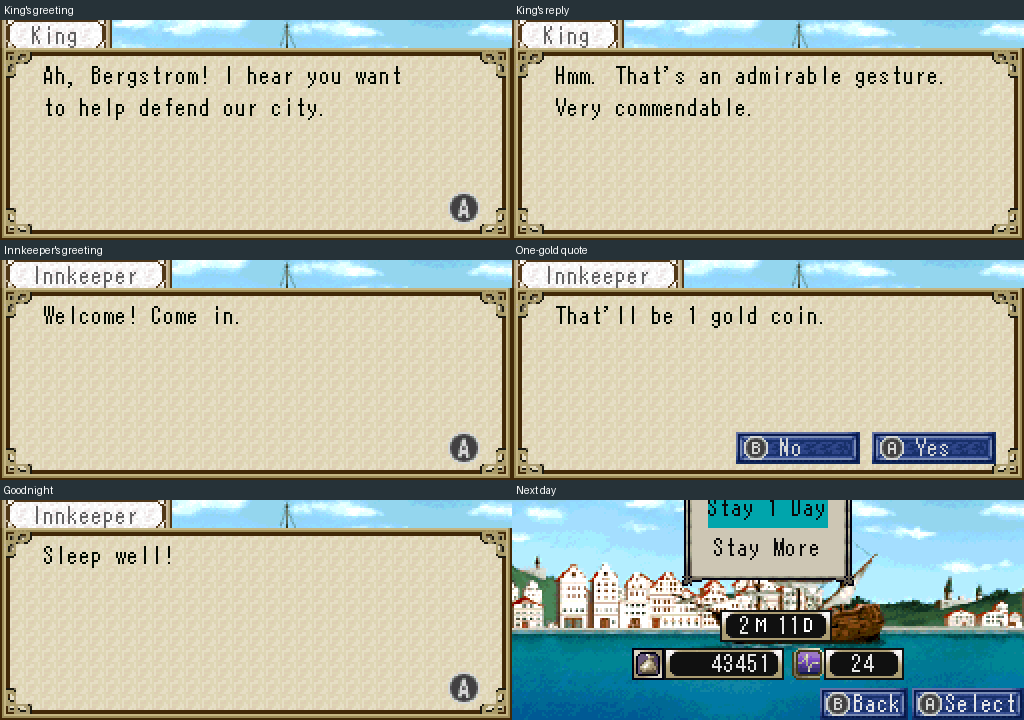 King's greeting
King
Ah, Bergstrom! I hear you want
to help defend our city.
A
King's reply
King
Hmm. That's an admirable gesture.
Very commendable.
Innkeeper's greeting
Innkeeper
Welcome! Come in.
A
One-gold quote
Innkeeper
That'll be 1 gold coin.
B No
A Yes
Goodnight
Innkeeper
Sleep well!
A
Next day
Stay 1 Day
Stay More
2 M 11 D
43451
24
B Back
A Select